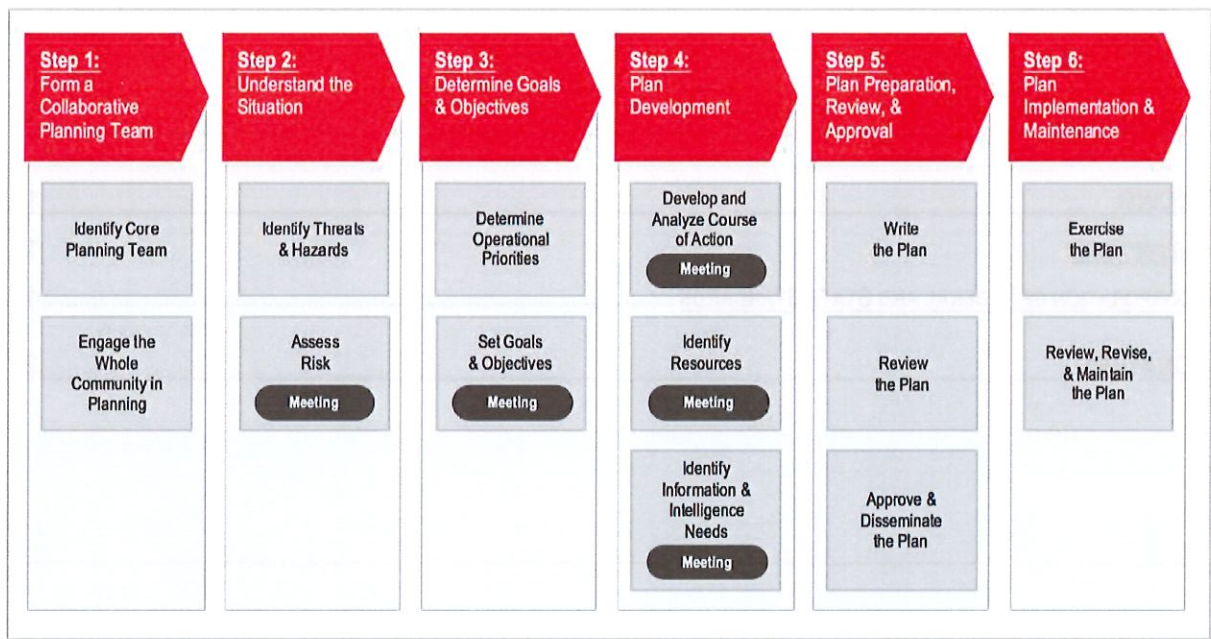 Step 1:
Form a
Collaborative
Planning Team
Identify Core
Planning Team
Engage the
Whole
Community in
Planning
Step 2:
Understand the
Situation
Identify Threats
& Hazards
Assess
Risk
Meeting
Step 3:
Determine Goals
& Objectives
Determine
Operational
Priorities
Set Goals
& Objectives
Meeting
Step 4:
Plan
Development
Develop and
Analyze Course
of Action
Meeting
Identify
Resources
Meeting
Identify
Information &
Intelligence
Needs
Meeting
Step 5:
Plan Preparation,
Review, &
Approval
Write
the Plan
Review
the Plan
Approve &
Disseminate
the Plan
Step 6:
Plan
Implementation &
Maintenance
Exercise
the Plan
Review, Revise,
& Maintain
the Plan